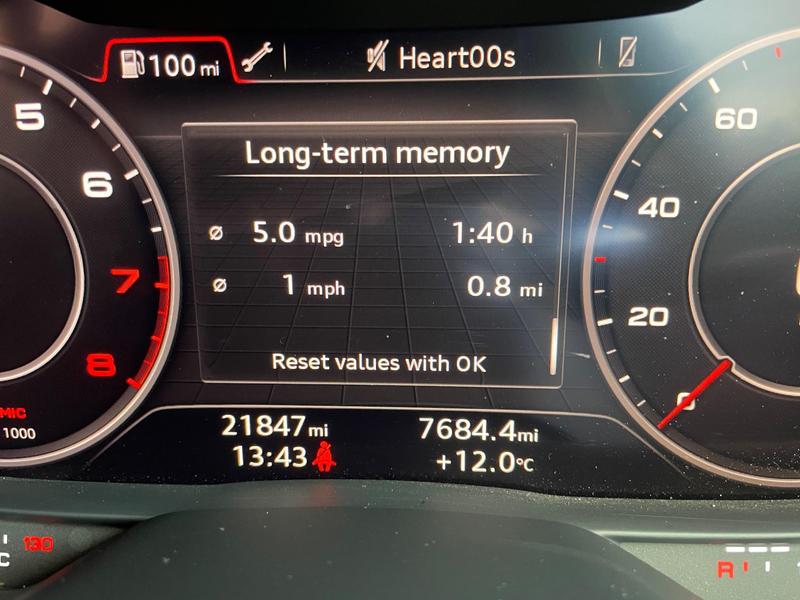 100 mi
Heart00s
Long-term memory
ø 5.0 mpg 1:40 h
ø 1 mph 0.8 mi
Reset values with OK
21847 mi 7684.4 mi
13:43 +12.0°C
5
6
7
8
1000
60
40
20
0
130
C
R